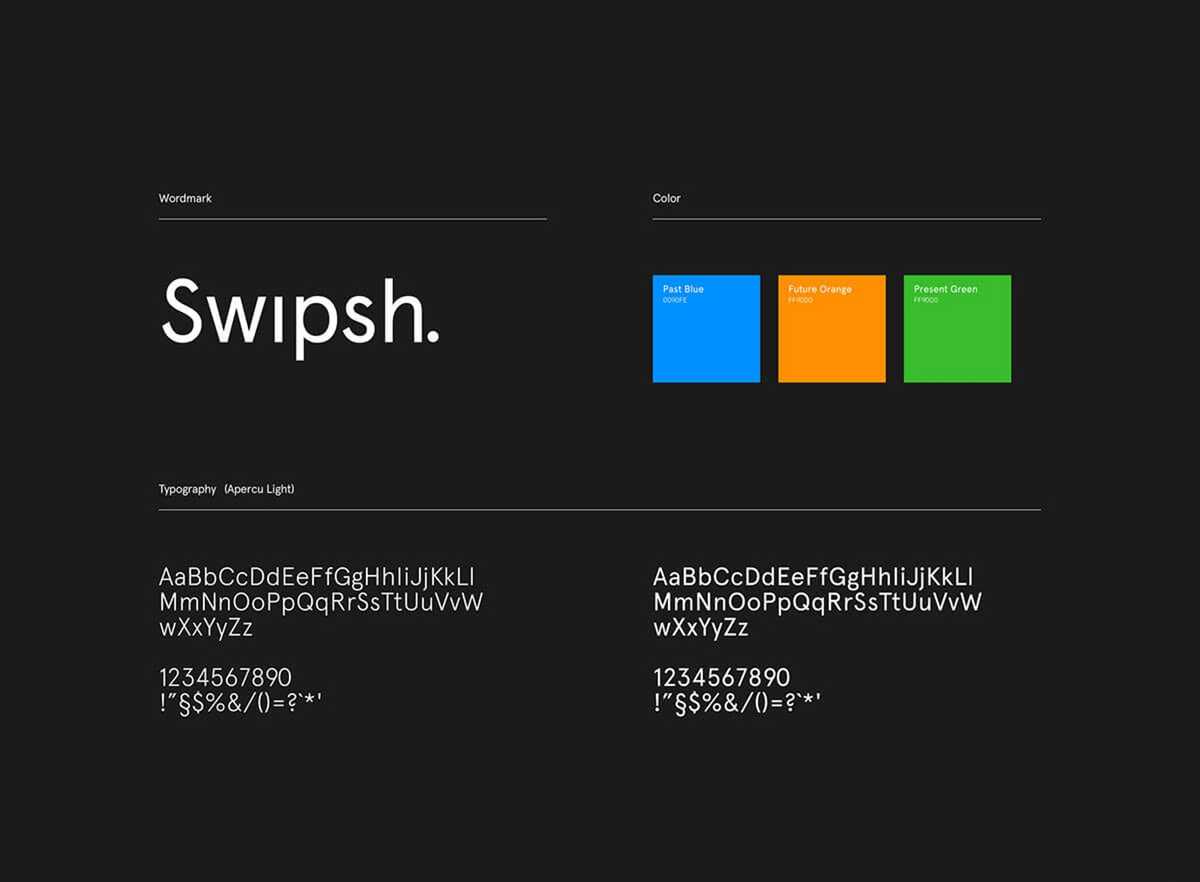 Wordmark
Color
Swıpsh.
Past Blue
0090FE
Future Orange
FF9000
Present Green
FF9000
Typography (Apercu Light)
AaBbCcDdEeFfGgHhIiJjKkLl
MmNnOoPpQqRrSsTtUuVvW
wXxYyZz
1234567890
!”§$%&/()=?`*'
AaBbCcDdEeFfGgHhIiJjKkLl
MmNnOoPpQqRrSsTtUuVvW
wXxYyZz
1234567890
!”§$%&/()=?`*'